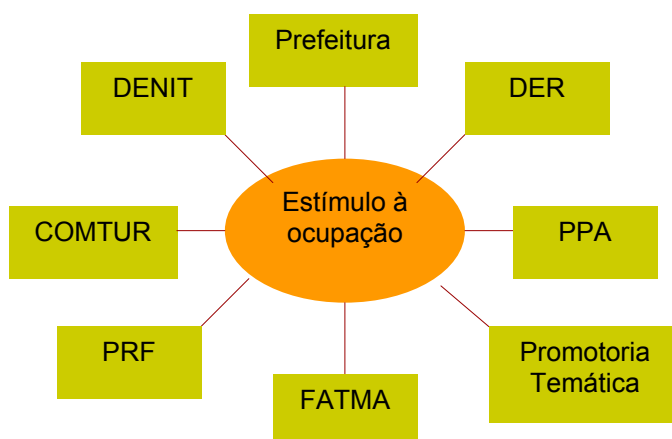 Prefeitura
DENIT
DER
Estímulo à
ocupação
COMTUR
PPA
PRF
FATMA
Promotoria
Temática